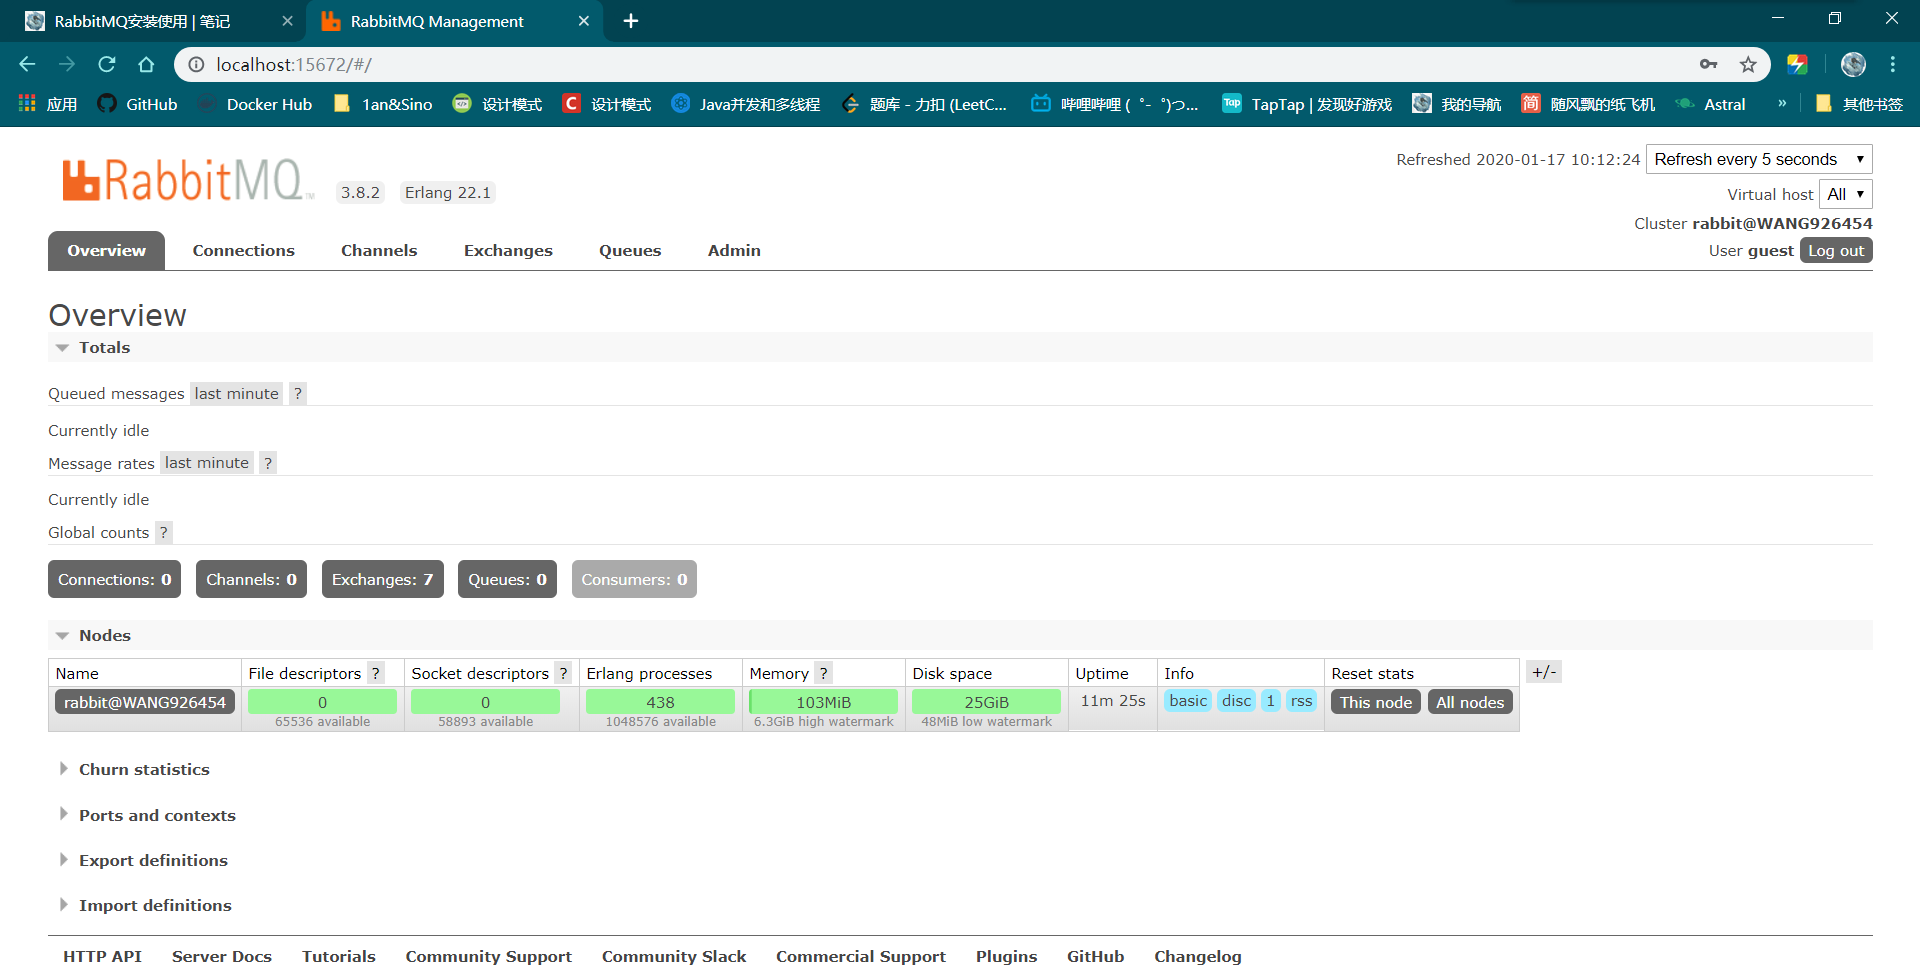 RabbitMQ安装使用 | 笔记
RabbitMQ Management
localhost:15672/#/
应用 GitHub Docker Hub 1an&Sino 设计模式 设计模式 Java并发和多线程 题库 - 力扣 (LeetC... 哔哩哔哩 (゜-゜)つ... TapTap | 发现好游戏 我的导航 随风飘的纸飞机 Astral » 其他书签
RabbitMQ™ 3.8.2 Erlang 22.1
Refreshed 2020-01-17 10:12:24 Refresh every 5 seconds
Virtual host All
Cluster rabbit@WANG926454
User guest Log out
Overview Connections Channels Exchanges Queues Admin
Overview
Totals
Queued messages last minute ?
Currently idle
Message rates last minute ?
Currently idle
Global counts ?
Connections: 0 Channels: 0 Exchanges: 7 Queues: 0 Consumers: 0
Nodes
Name File descriptors ? Socket descriptors ? Erlang processes Memory ? Disk space Uptime Info Reset stats +/-
rabbit@WANG926454 0 0 438 103MiB 25GiB 11m 25s basic disc 1 rss This node All nodes
65536 available 58893 available 1048576 available 6.3GiB high watermark 48MiB low watermark
Churn statistics
Ports and contexts
Export definitions
Import definitions
HTTP API Server Docs Tutorials Community Support Community Slack Commercial Support Plugins GitHub Changelog